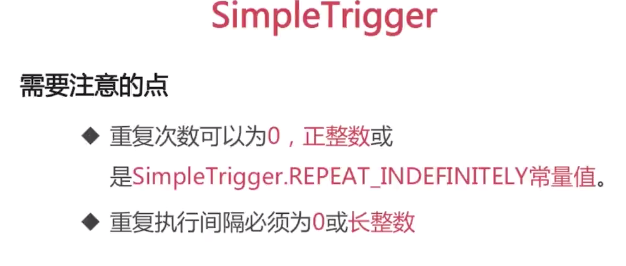 SimpleTrigger
需要注意的点
◆ 重复次数可以为0，正整数或
是SimpleTrigger.REPEAT_INDEFINITELY常量值。
◆ 重复执行间隔必须为0或长整数